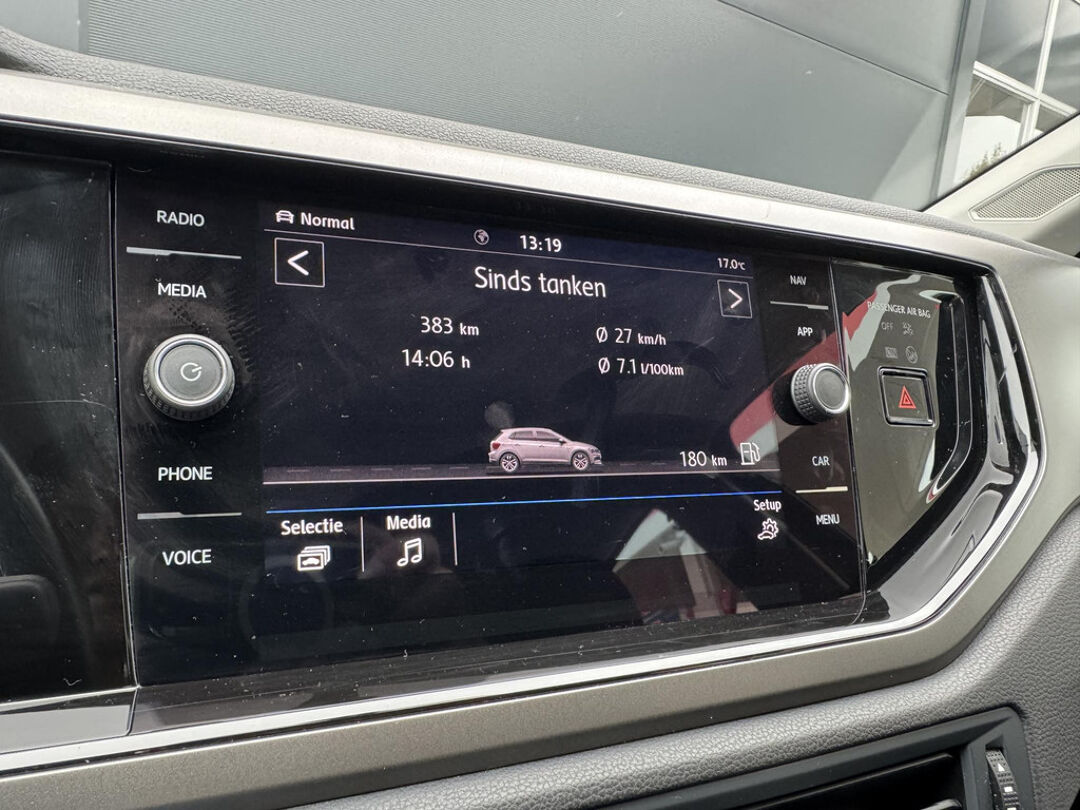 RADIO
MEDIA
PHONE
VOICE
Normal
13:19
17.0°C
<
Sinds tanken
>
383 km
Ø 27 km/h
14:06 h
Ø 7.1 l/100km
180 km
Selectie
Media
Setup
NAV
APP
CAR
MENU
PASSENGER AIR BAG
OFF